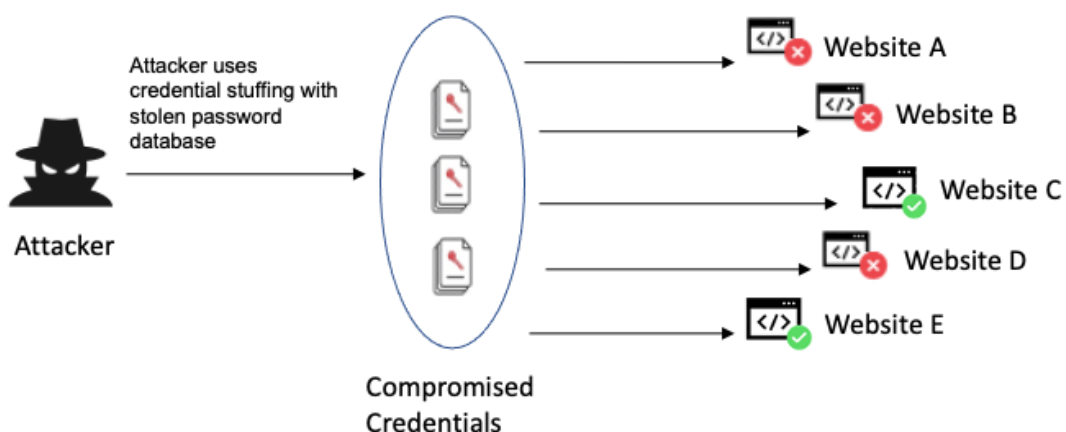 Attacker uses
credential stuffing with
stolen password
database
Attacker
Compromised
Credentials
</> Website A
</> Website B
</> Website C
</> Website D
</> Website E